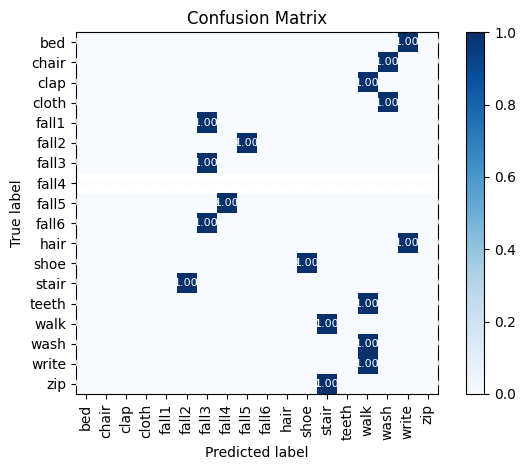 Confusion Matrix
True label
bed 1.00
chair 1.00
clap 1.00
cloth 1.00
fall1 1.00
fall2 1.00
fall3 1.00
fall4
fall5 1.00
fall6 1.00
hair 1.00
shoe 1.00
stair 1.00
teeth 1.00
walk 1.00
wash 1.00
write 1.00
zip 1.00
bed chair clap cloth fall1 fall2 fall3 fall4 fall5 fall6 hair shoe stair teeth walk wash write zip
Predicted label
1.0
0.8
0.6
0.4
0.2
0.0